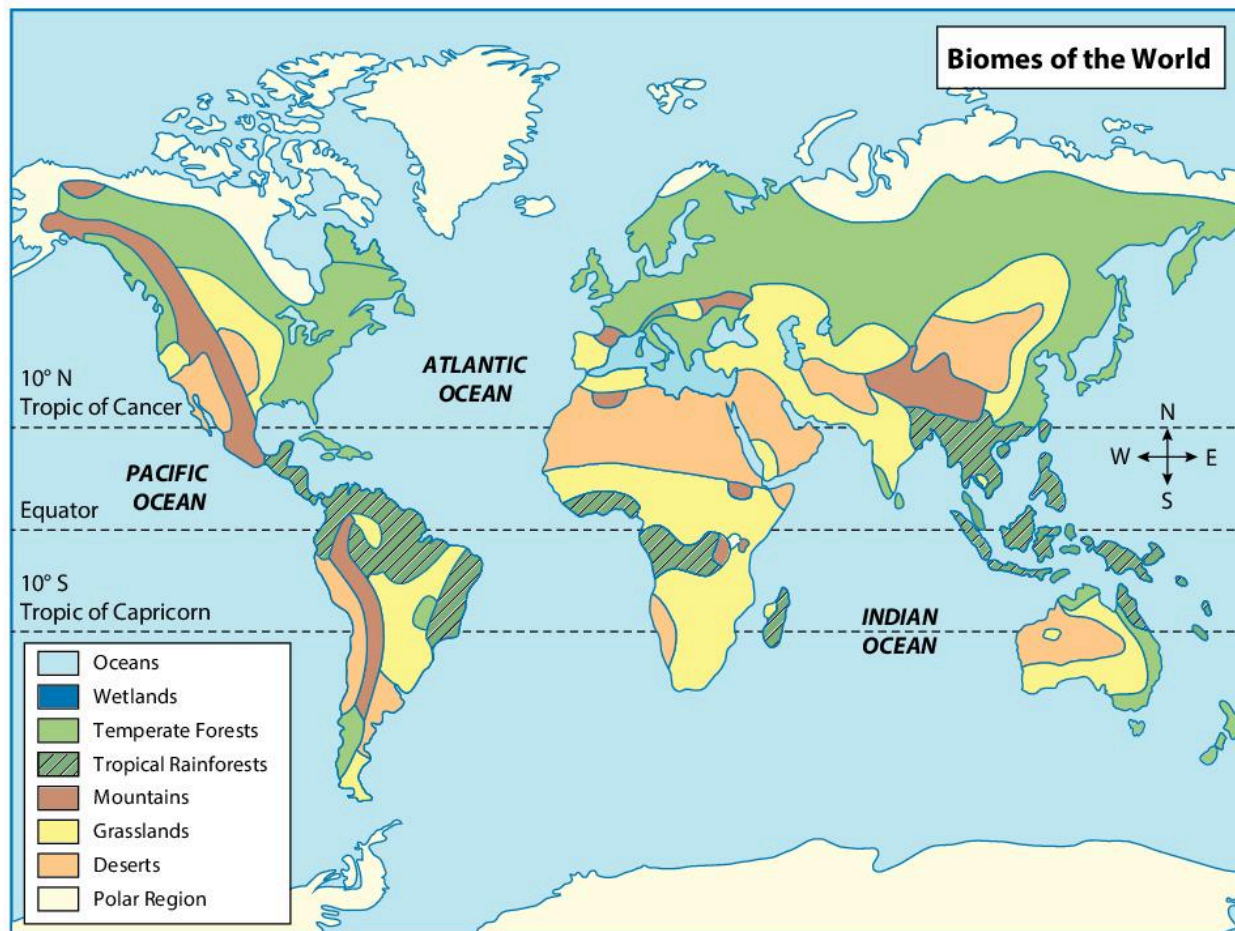 Biomes of the World
ATLANTIC
OCEAN
10° N
Tropic of Cancer
N
W E
S
PACIFIC
OCEAN
Equator
10° S
Tropic of Capricorn
INDIAN
OCEAN
Oceans
Wetlands
Temperate Forests
Tropical Rainforests
Mountains
Grasslands
Deserts
Polar Region